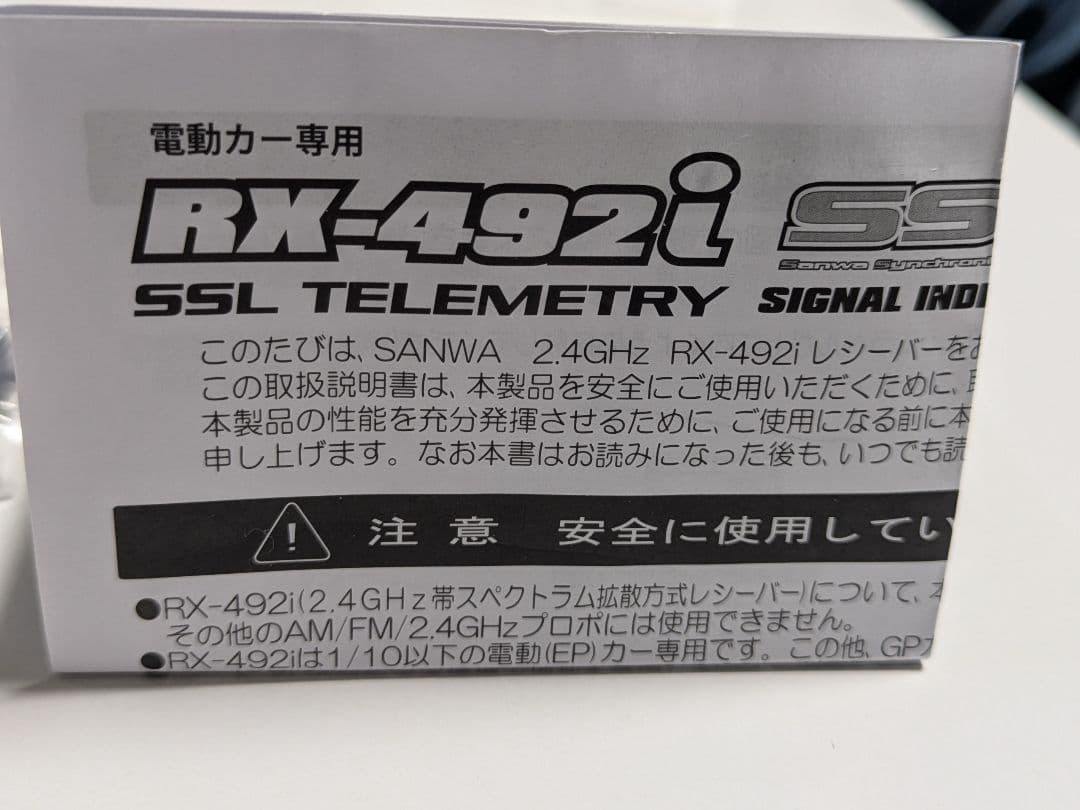 電動カー専用
RX-492i SS
Sanwa Synchron
SSL TELEMETRY SIGNAL INDI
このたびは、SANWA 2.4GHz RX-492i レシーバーをお
この取扱説明書は、本製品を安全にご使用いただくために、取
本製品の性能を充分発揮させるために、ご使用になる前に本
申し上げます。なお本書はお読みになった後も、いつでも読
注意 安全に使用してい
●RX-492i(2.4GHz帯スペクトラム拡散方式レシーバー)について、本
その他のAM/FM/2.4GHzプロポには使用できません。
●RX-492iは1/10以下の電動(EP)カー専用です。この他、GPカ